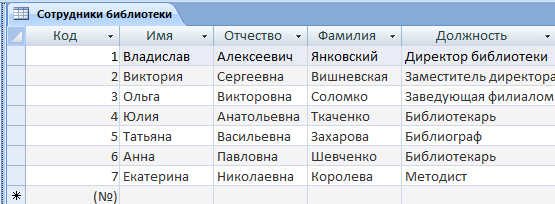 Сотрудники библиотеки
Код Имя Отчество Фамилия Должность
1 Владислав Алексеевич Янковский Директор библиотеки
2 Виктория Сергеевна Вишневская Заместитель директора
3 Ольга Викторовна Соломко Заведующая филиалом
4 Юлия Анатольевна Ткаченко Библиотекарь
5 Татьяна Васильевна Захарова Библиограф
6 Анна Павловна Шевченко Библиотекарь
7 Екатерина Николаевна Королева Методист
* (№)